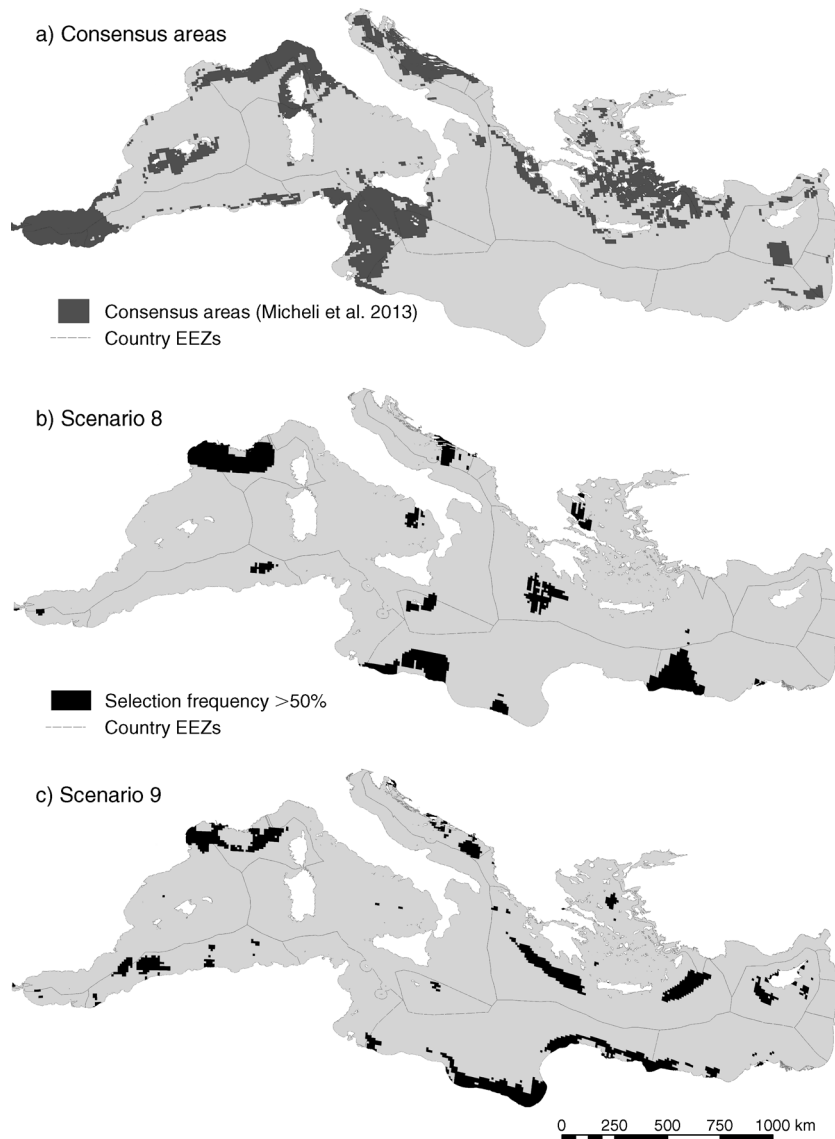 a) Consensus areas
Consensus areas (Micheli et al. 2013)
Country EEZs
b) Scenario 8
Selection frequency >50%
Country EEZs
c) Scenario 9
0 250 500 750 1000 km